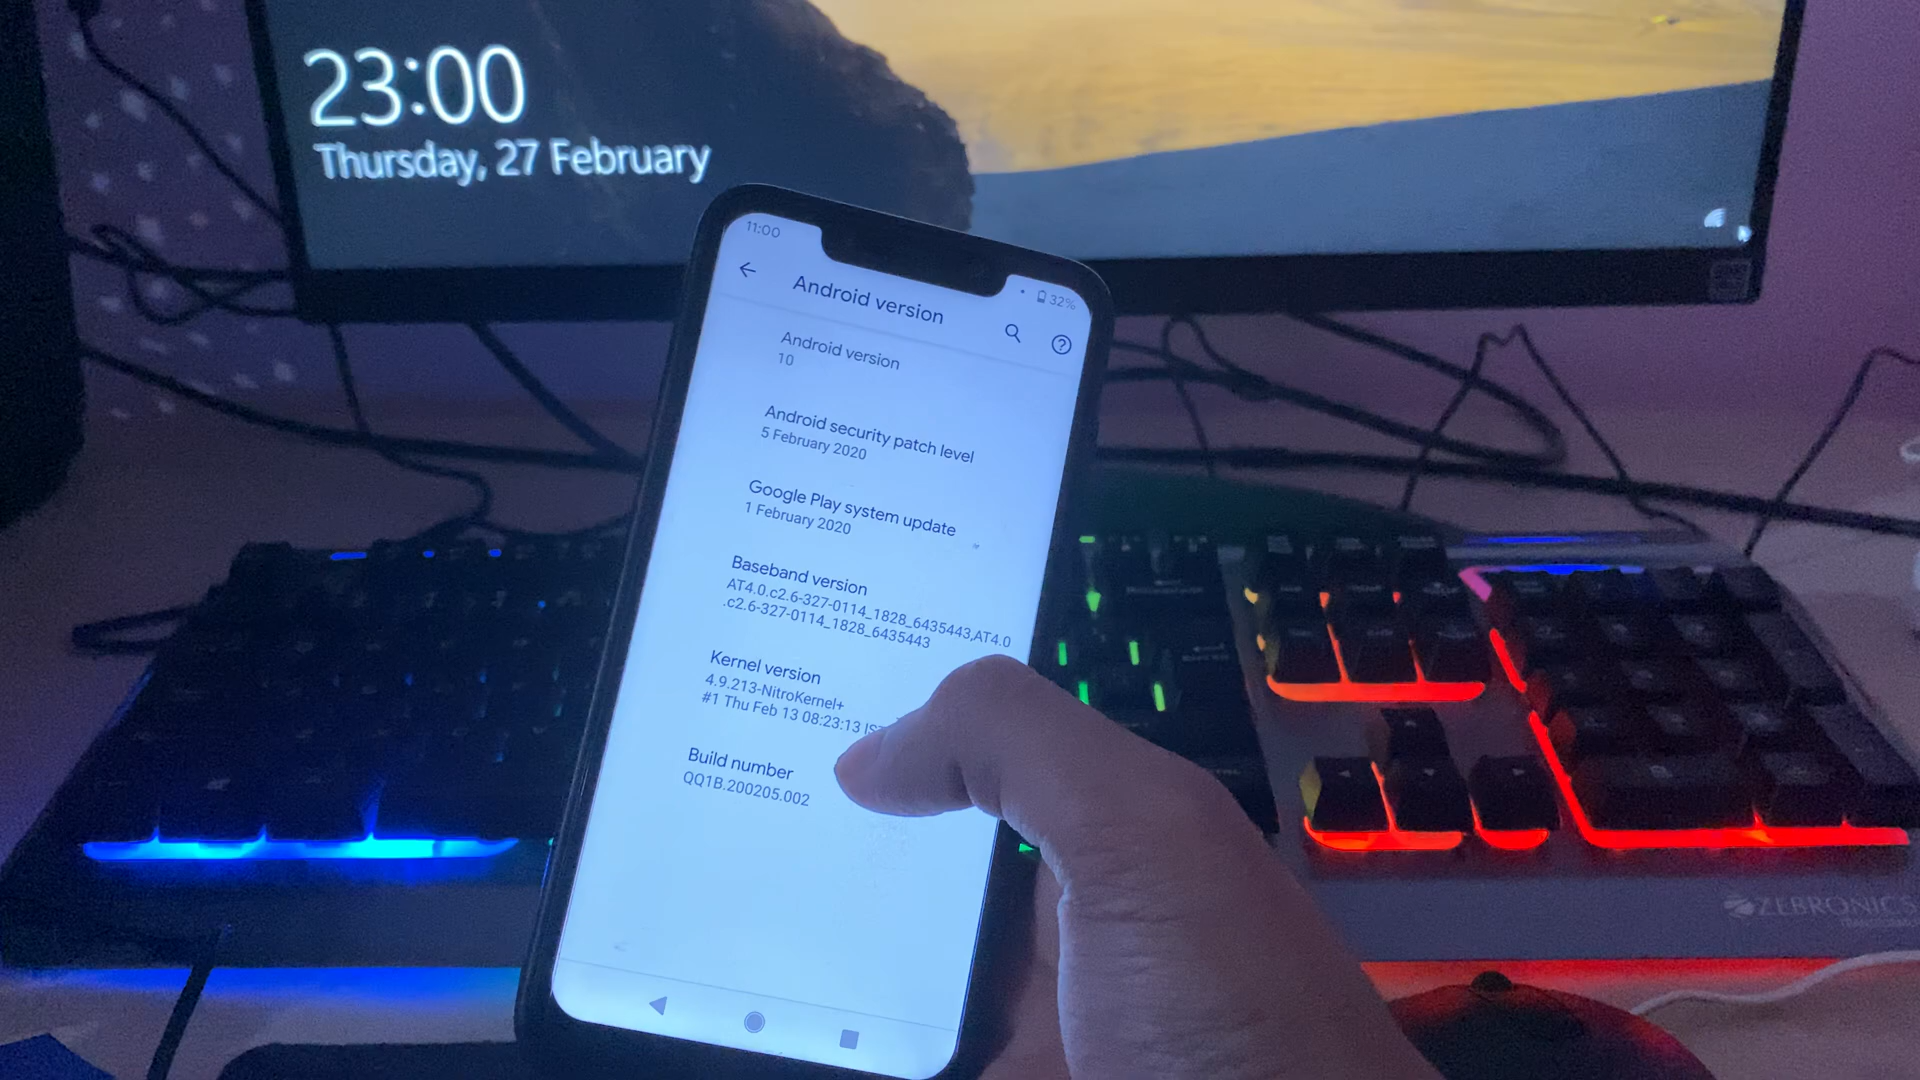 23:00
Thursday, 27 February
11:00
32%
Android version
Android version
10
Android security patch level
5 February 2020
Google Play system update
1 February 2020
Baseband version
AT4.0.c2.6-327-0114_1828_6435443,AT4.0
.c2.6-327-0114_1828_6435443
Kernel version
4.9.213-NitroKernel+
#1 Thu Feb 13 08:23:13
Build number
QQ1B.200205.002
ZEBRONICS